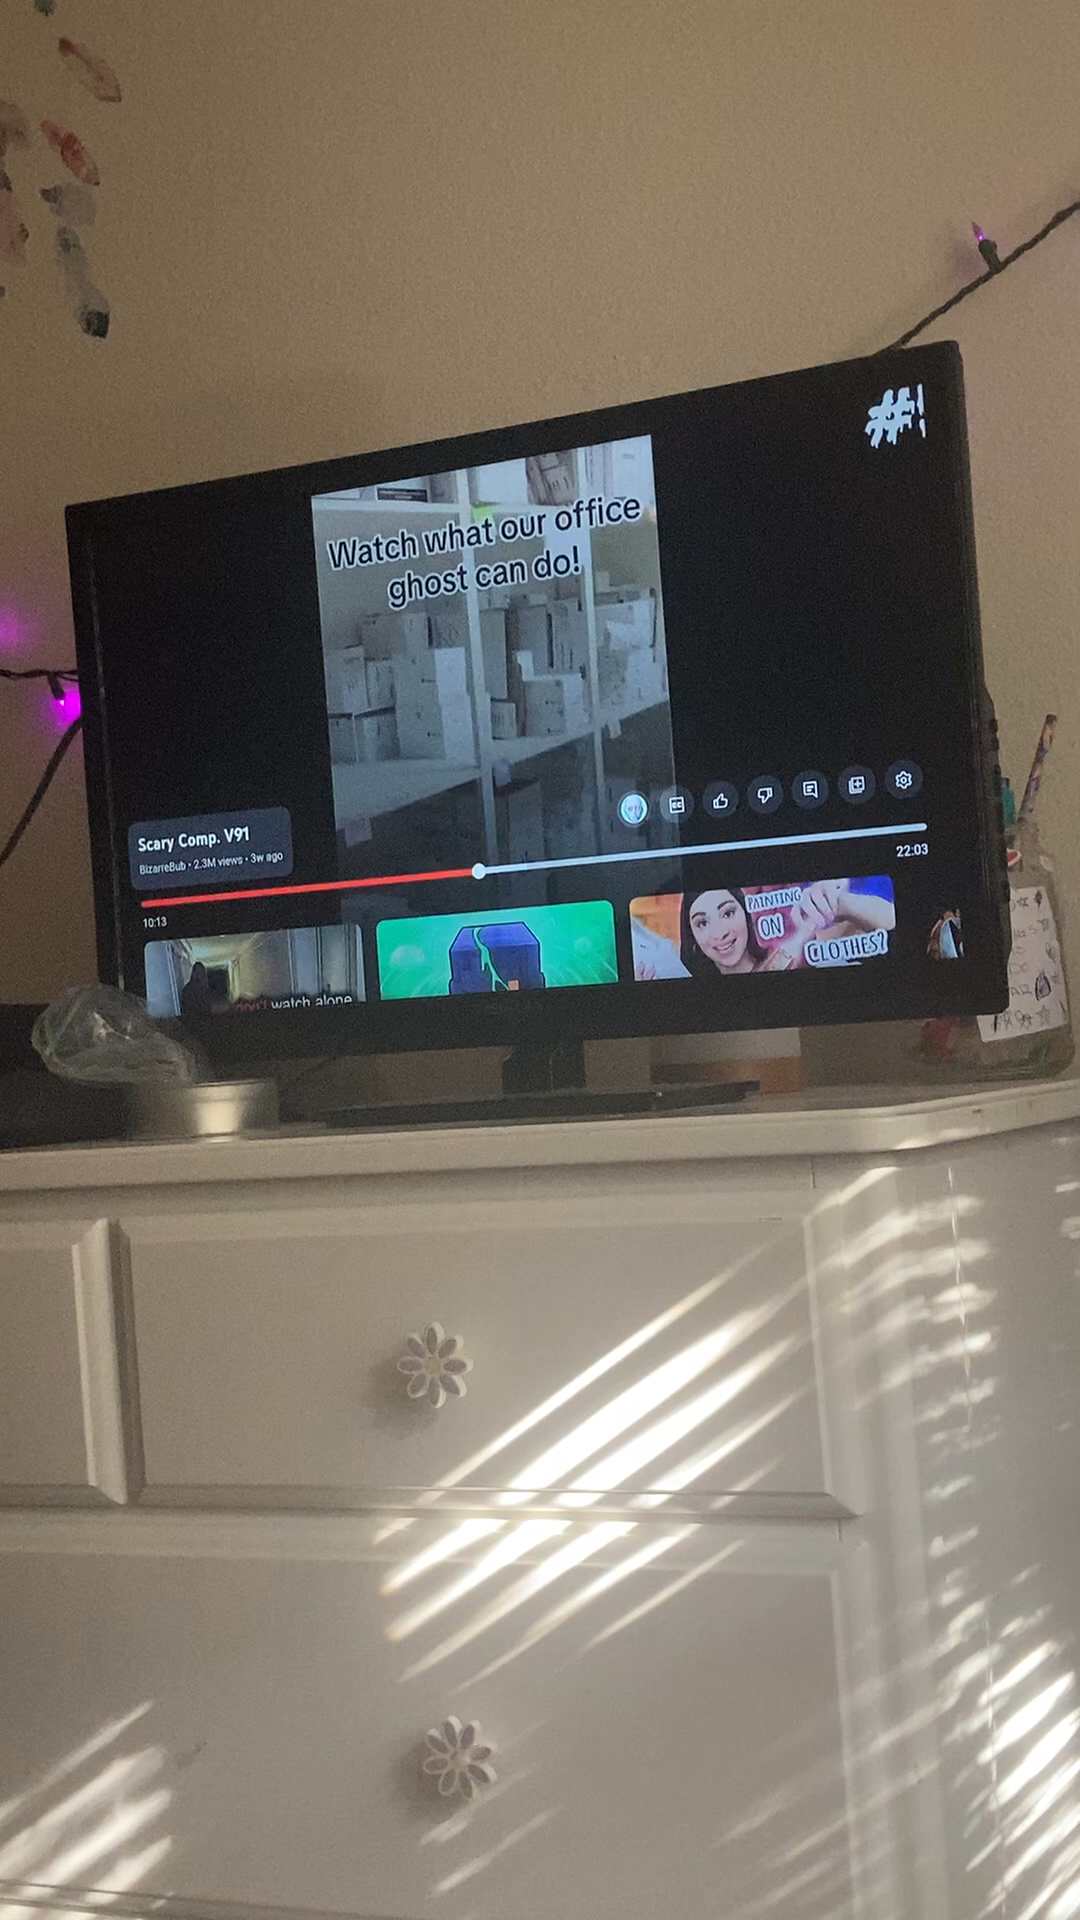 #!
Watch what our office
ghost can do!
Scary Comp. V91
BizarreBub • 2.3M views • 3w ago
10:13
22:03
don't watch alone
PAINTING
ON
CLOTHES?